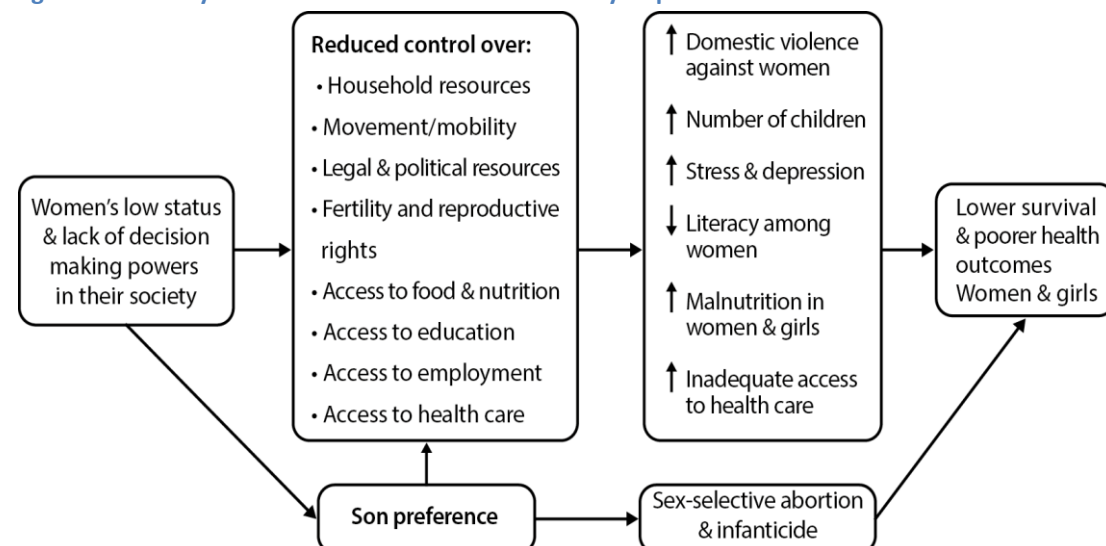 Women's low status
& lack of decision
making powers
in their society
Reduced control over:
• Household resources
• Movement/mobility
• Legal & political resources
• Fertility and reproductive
rights
• Access to food & nutrition
• Access to education
• Access to employment
• Access to health care
↑ Domestic violence
against women
↑ Number of children
↑ Stress & depression
↓ Literacy among
women
↑ Malnutrition in
women & girls
↑ Inadequate access
to health care
Lower survival
& poorer health
outcomes
Women & girls
Son preference
Sex-selective abortion
& infanticide